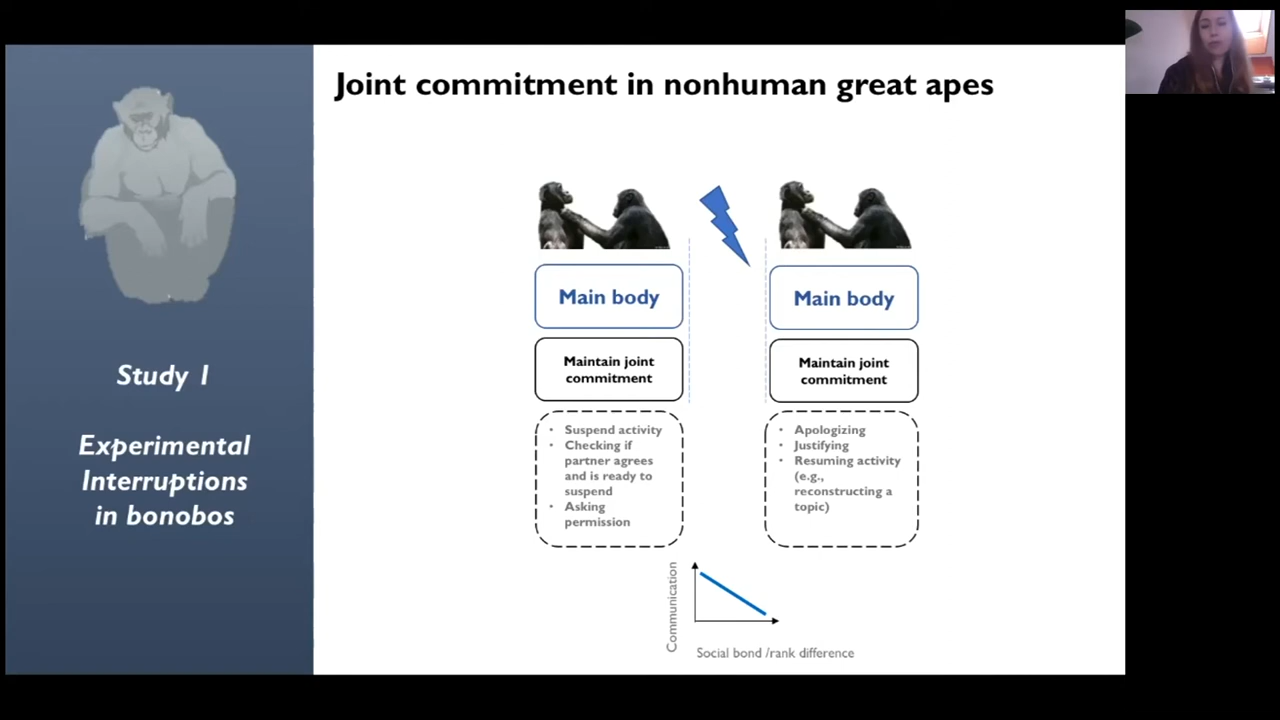 Joint commitment in nonhuman great apes
Study 1
Experimental
Interruptions
in bonobos
Main body
Maintain joint
commitment
• Suspend activity
• Checking if
partner agrees
and is ready to
suspend
• Asking
permission
Main body
Maintain joint
commitment
• Apologizing
• Justifying
• Resuming activity
(e.g.,
reconstructing a
topic)
Communication
Social bond /rank difference